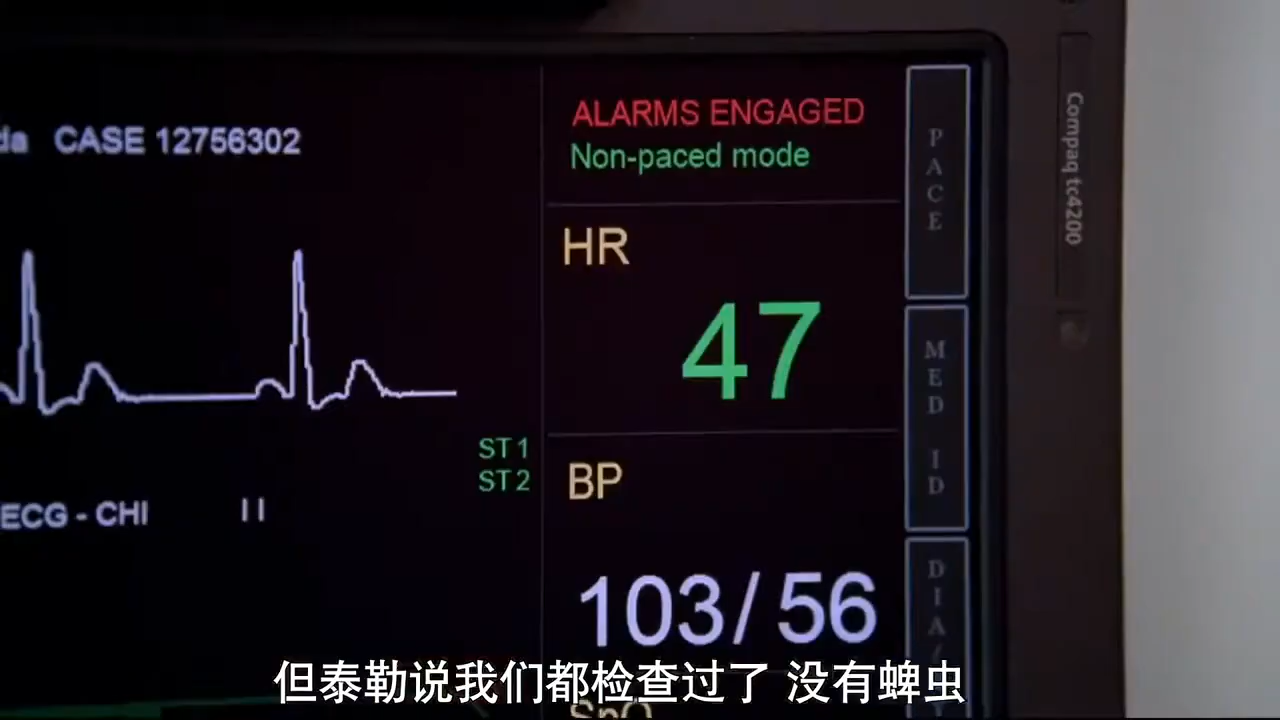 ALARMS ENGAGED
Non-paced mode
da CASE 12756302
HR
47
ST 1
ST 2
BP
ECG - CHI II
103/56
SpO
PACE
MED ID
DIA
Compaq tc4200
但泰勒说我们都检查过了 没有蜱虫